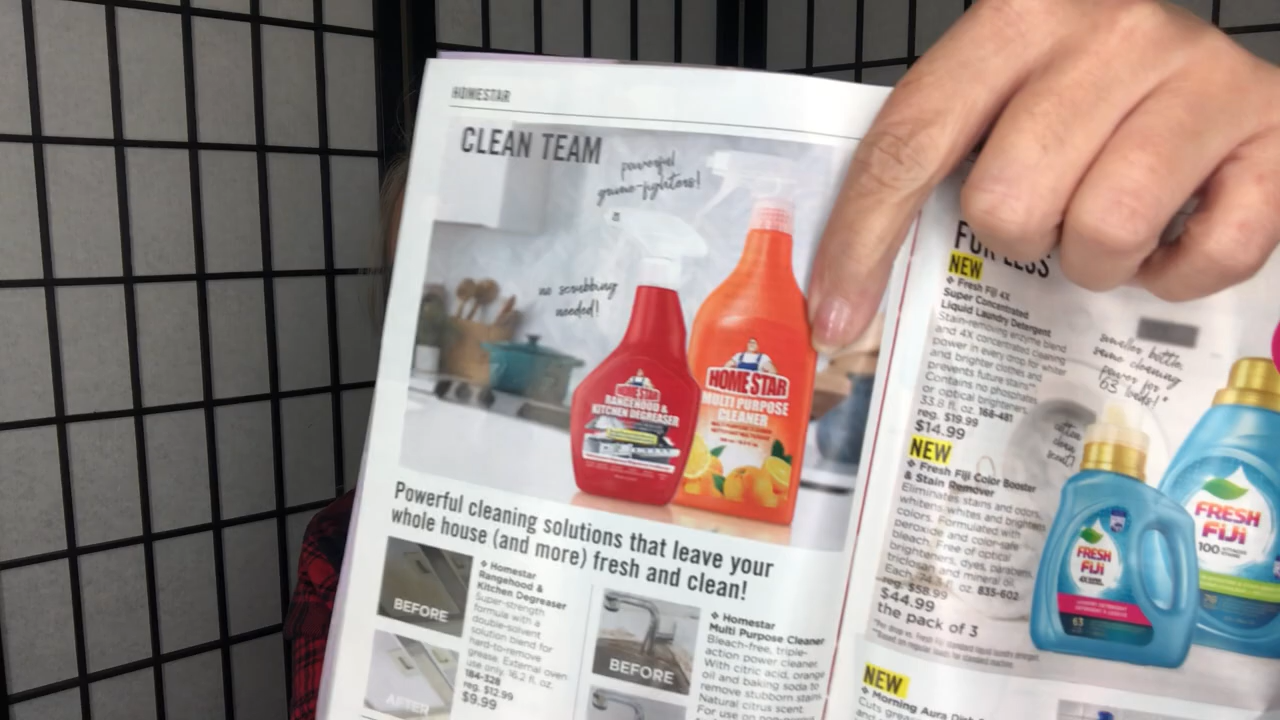 HOMESTAR
CLEAN TEAM
powerful
grime-fighters!
no scrubbing
needed!
HOME STAR
RANGEHOOD &
KITCHEN DEGREASER
HOME STAR
MULTI PURPOSE
CLEANER
Powerful cleaning solutions that leave your
whole house (and more) fresh and clean!
BEFORE
AFTER
❖ Homestar
Rangehood &
Kitchen Degreaser
Super-strength
formula with a
double-solvent
solution blend for
hard-to-remove
grease. External oven
use only. 16.2 fl. oz.
184-328
reg. $12.99
$9.99
BEFORE
❖ Homestar
Multi Purpose Cleaner
Bleach-free, triple-
action power cleaner.
With citric acid, orange
oil and baking soda to
remove stubborn stains.
Natural citrus scent.
FOR LESS
NEW
❖ Fresh Fiji 4X
Super Concentrated
Liquid Laundry Detergent
Stain-removing enzyme blend
and 4X concentrated cleaning
power in every drop for whiter
and brighter clothes and
prevents future stains**
Contains no phosphates
or optical brighteners.
33.8 fl. oz. 168-481
reg. $19.99
$14.99
smaller bottle,
same cleaning
power for
63 loads!*
NEW
❖ Fresh Fiji Color Booster
& Stain Remover
Eliminates stains and odors,
whitens whites and brightens
colors. Formulated with
peroxide and color-safe
bleach. Free of optical
brighteners, dyes, parabens,
triclosan and mineral oil.
Each, 74.3 fl. oz. 835-602
reg. $58.99
$44.99
the pack of 3
FRESH
FIJI
63
FRESH
FIJI
100
NEW
❖ Morning Aura Dish